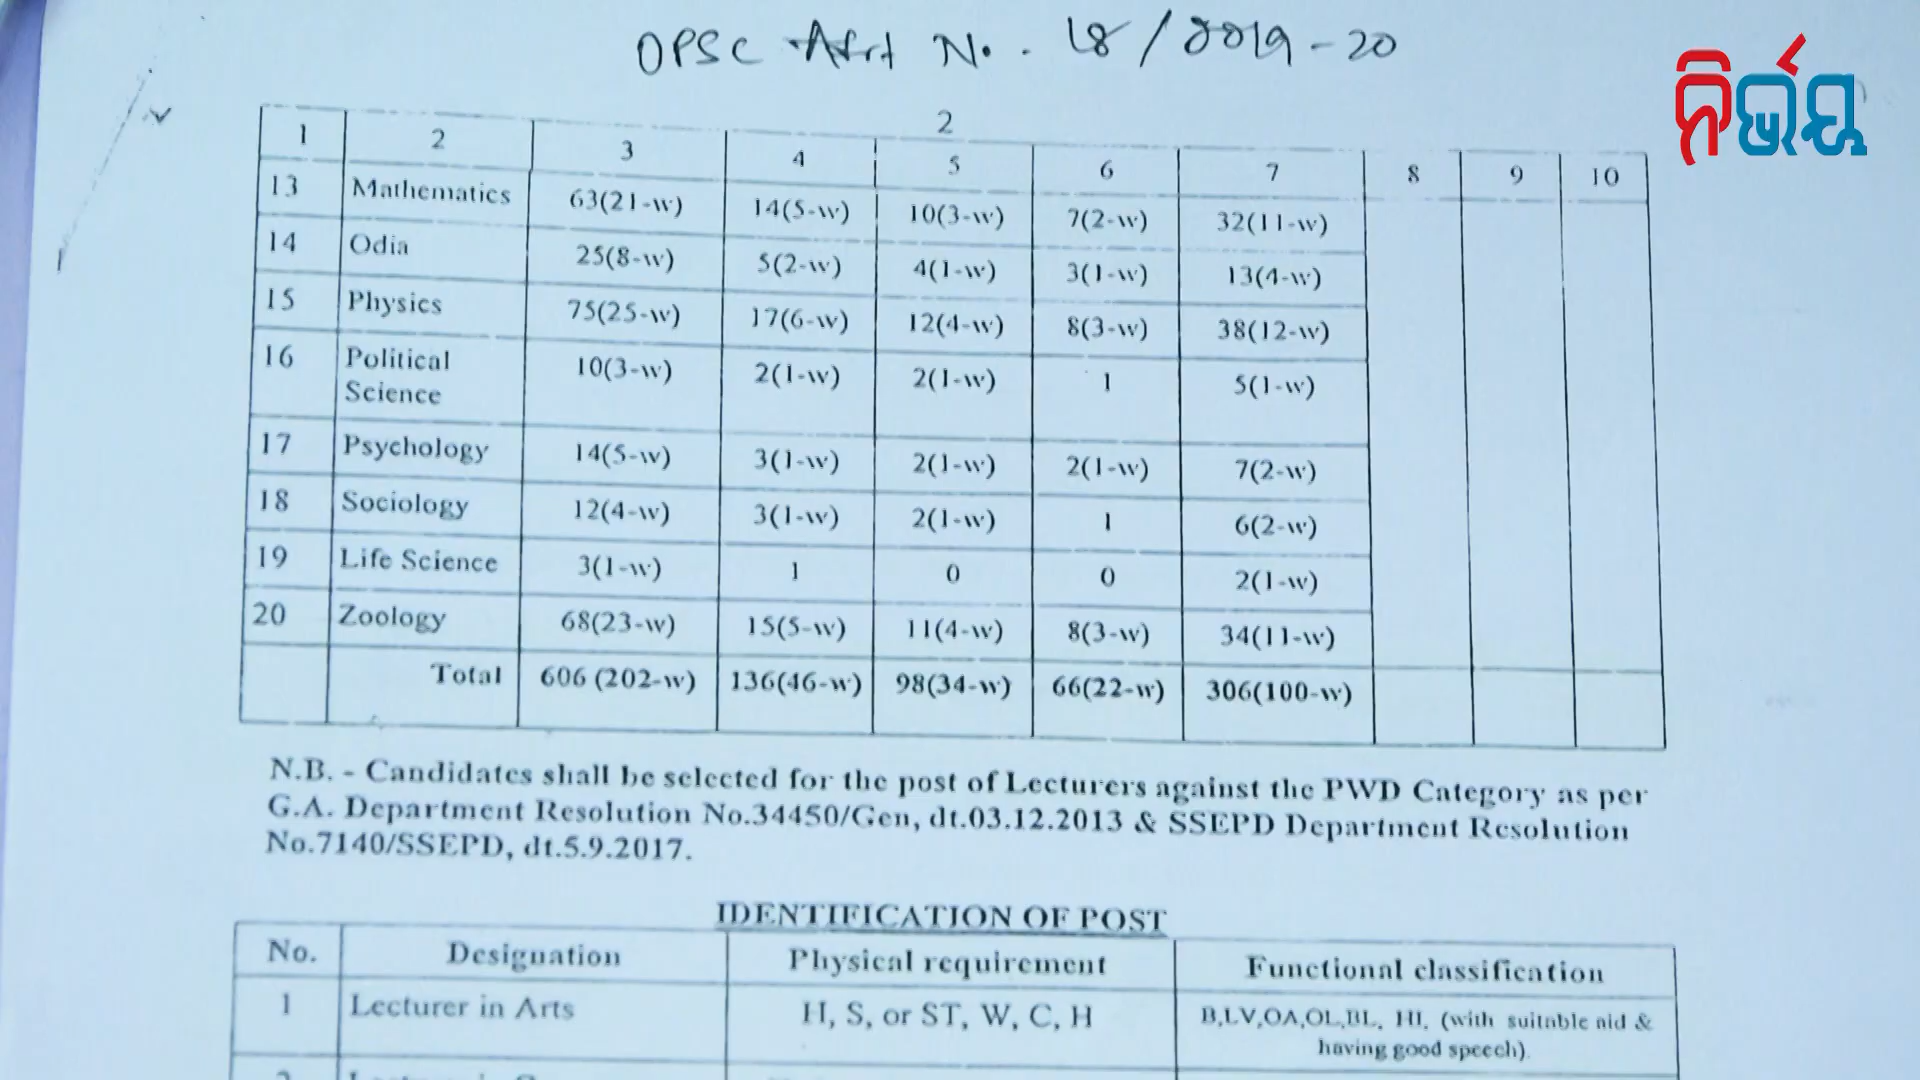 OPSC Advt No. 18/2019-20
ନିର୍ଭୟ
2
1 2 3 4 5 6 7 8 9 10
13 Mathematics 63(21-w) 14(5-w) 10(3-w) 7(2-w) 32(11-w)
14 Odia 25(8-w) 5(2-w) 4(1-w) 3(1-w) 13(4-w)
15 Physics 75(25-w) 17(6-w) 12(4-w) 8(3-w) 38(12-w)
16 Political Science 10(3-w) 2(1-w) 2(1-w) 1 5(1-w)
17 Psychology 14(5-w) 3(1-w) 2(1-w) 2(1-w) 7(2-w)
18 Sociology 12(4-w) 3(1-w) 2(1-w) 1 6(2-w)
19 Life Science 3(1-w) 1 0 0 2(1-w)
20 Zoology 68(23-w) 15(5-w) 11(4-w) 8(3-w) 34(11-w)
Total 606 (202-w) 136(46-w) 98(34-w) 66(22-w) 306(100-w)
N.B. - Candidates shall be selected for the post of Lecturers against the PWD Category as per
G.A. Department Resolution No.34450/Gen, dt.03.12.2013 & SSEPD Department Resolution
No.7140/SSEPD, dt.5.9.2017.
IDENTIFICATION OF POST
No. Designation Physical requirement Functional classification
1 Lecturer in Arts H, S, or ST, W, C, H B,LV,OA,OL,BL, HI, (with suitable aid &
having good speech).